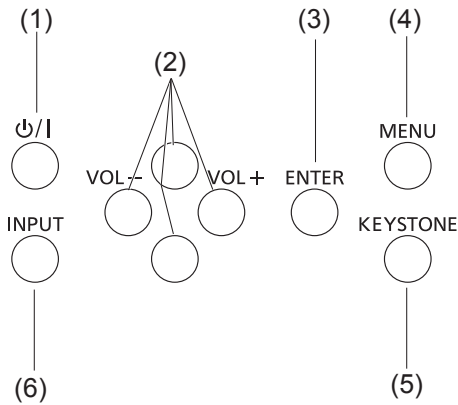 (1)
(2)
(3)
(4)
⏻/I
MENU
VOL− VOL+ ENTER
INPUT
KEYSTONE
(5)
(6)